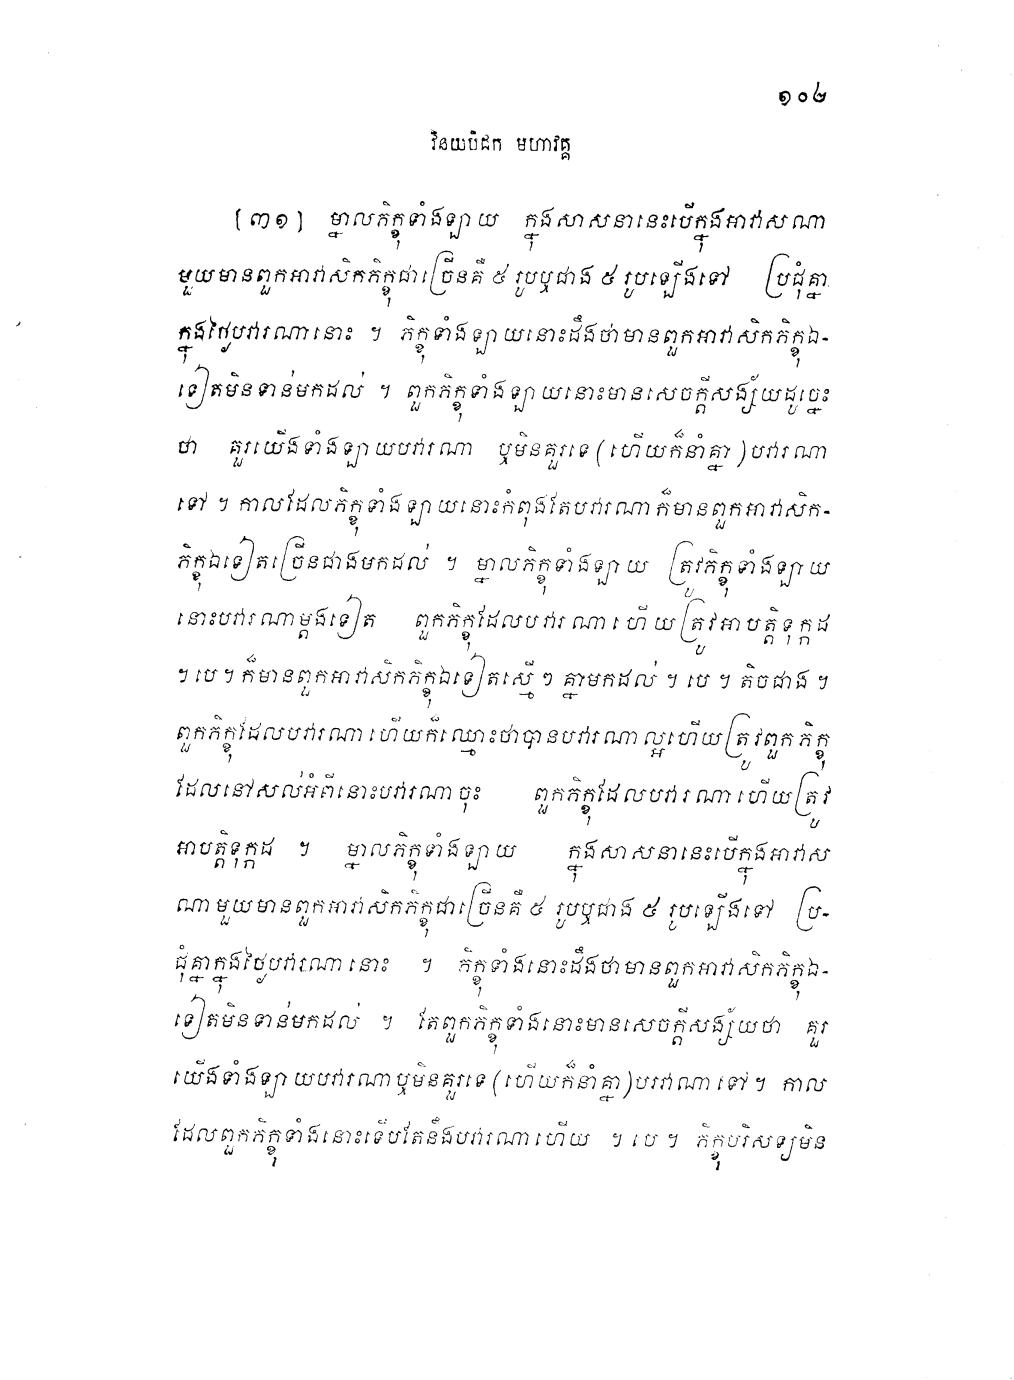 ១០៤
វិនយបិដក មហាវគ្គ
[៣១] ម្នាលភិក្ខុទាំងឡាយ ក្នុងសាសនានេះបើក្នុងអាវាសណា
មួយមានពួកអាវាសិកភិក្ខុជាច្រើនគឺ ៥ រូបឬជាង ៥ រូបឡើងទៅ ប្រជុំគ្នា
ក្នុងថ្ងៃបវារណានោះ ។ ភិក្ខុទាំងឡាយនោះដឹងថាមានពួកអាវាសិកភិក្ខុឯ-
ទៀតមិនទាន់មកដល់ ។ ពួកភិក្ខុទាំងឡាយនោះមានសេចក្តីសង្ស័យដូច្នេះ
ថា គួរយើងទាំងឡាយបវារណា ឬមិនគួរទេ (ហើយក៏នាំគ្នា) បវារណា
ទៅ ។ កាលដែលភិក្ខុទាំងឡាយនោះកំពុងតែបវារណាក៏មានពួកអាវាសិក-
ភិក្ខុឯទៀតច្រើនជាងមកដល់ ។ ម្នាលភិក្ខុទាំងឡាយ ត្រូវភិក្ខុទាំងឡាយ
នោះបវារណាម្តងទៀត ពួកភិក្ខុដែលបវារណាហើយត្រូវអាបត្តិទុក្កដ
។ បេ ។ ក៏មានពួកអាវាសិកភិក្ខុឯទៀតស្មើៗ គ្នាមកដល់ ។ បេ ។ តិចជាង ។
ពួកភិក្ខុដែលបវារណាហើយក៏ឈ្មោះថាបានបវារណាល្អហើយត្រូវពួកភិក្ខុ
ដែលនៅសល់អំពីនោះបវារណាចុះ ពួកភិក្ខុដែលបវារណាហើយត្រូវ
អាបត្តិទុក្កដ ។ ម្នាលភិក្ខុទាំងឡាយ ក្នុងសាសនានេះបើក្នុងអាវាស
ណាមួយមានពួកអាវាសិកភិក្ខុជាច្រើនគឺ ៥ រូបឬជាង ៥ រូបឡើងទៅ ប្រ-
ជុំគ្នាក្នុងថ្ងៃបវារណានោះ ។ ភិក្ខុទាំងនោះដឹងថាមានពួកអាវាសិកភិក្ខុឯ-
ទៀតមិនទាន់មកដល់ ។ តែពួកភិក្ខុទាំងនោះមានសេចក្តីសង្ស័យថា គួរ
យើងទាំងឡាយបវារណាឬមិនគួរទេ (ហើយក៏នាំគ្នា) បវារណាទៅ ។ កាល
ដែលពួកភិក្ខុទាំងនោះទើបតែនឹងបវារណាហើយ ។ បេ ។ ភិក្ខុបរិសទ្យមិន